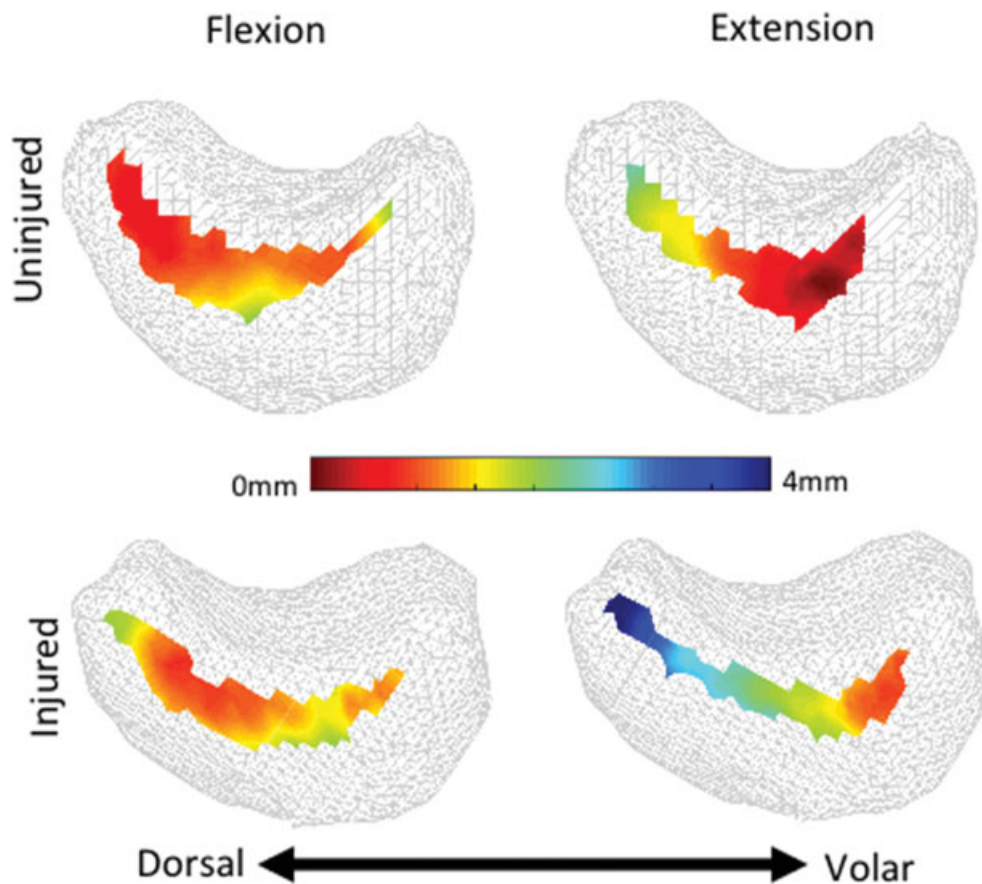 Flexion
Extension
Uninjured
0mm
4mm
Injured
Dorsal
Volar